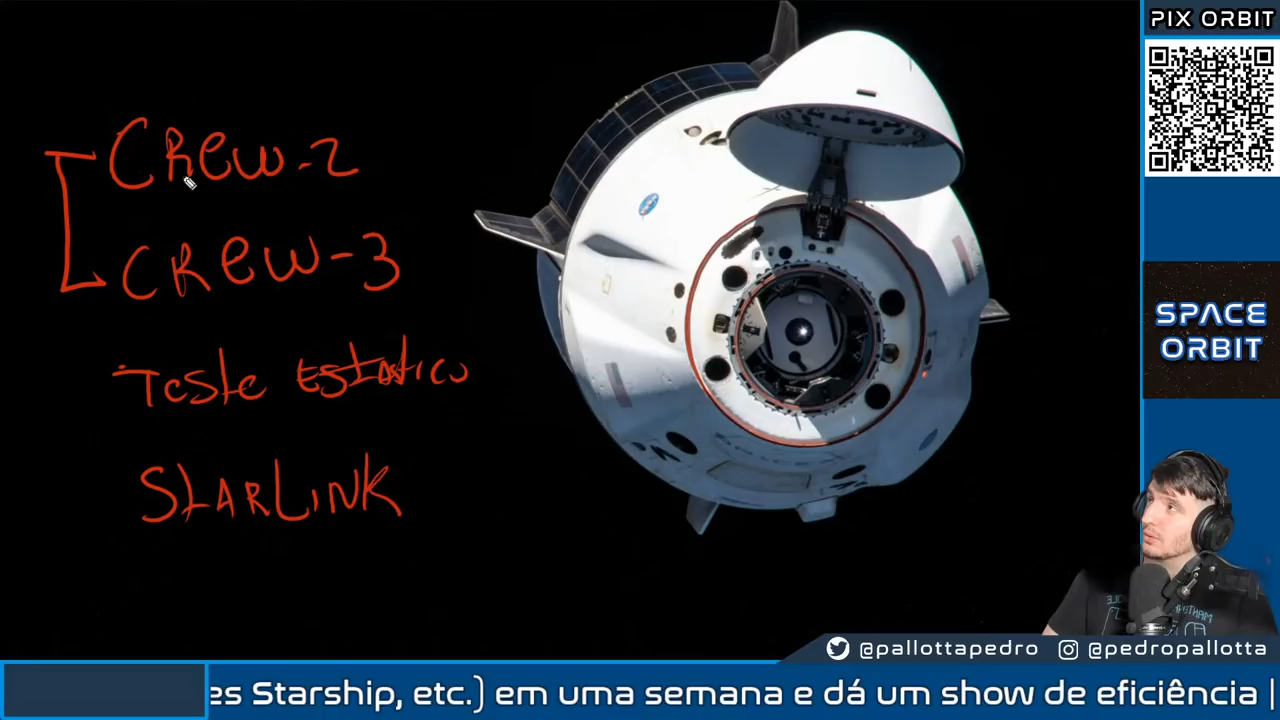 PIX ORBIT
Crew-2
Crew-3
Teste Estático
StarLink
SPACE
ORBIT
@pallottapedro @pedropallotta
es Starship, etc.) em uma semana e dá um show de eficiência |